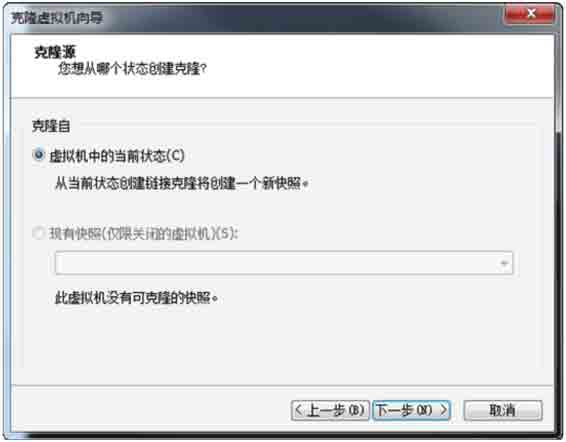 克隆虚拟机向导
克隆源
您想从哪个状态创建克隆?
克隆自
虚拟机中的当前状态(C)
从当前状态创建链接克隆将创建一个新快照。
现有快照(仅限关闭的虚拟机)(S):
此虚拟机没有可克隆的快照。
< 上一步(B) 下一步(N) > 取消